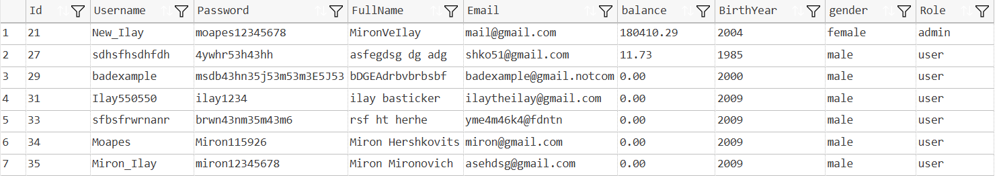 Id Username Password FullName Email balance BirthYear gender Role
1 21 New_Ilay moapes12345678 MironVeIlay mail@gmail.com 180410.29 2004 female admin
2 27 sdhsfhsdhfdh 4ywhr53h43hh asfegdsg dg adg shko51@gmail.com 11.73 1985 male user
3 29 badexample msdb43hn35j53m53m3E5J53 bDGEAdrbvbrbsbf badexample@gmail.notcom 0.00 2000 male user
4 31 Ilay550550 ilay1234 ilay basticker ilaytheilay@gmail.com 0.00 2009 male user
5 33 sfbsfrwrnanr brwn43nm35m43m6 rsf ht herhe yme4m46k4@fdntn 0.00 2009 male user
6 34 Moapes Miron115926 Miron Hershkovits miron@gmail.com 0.00 2009 male user
7 35 Miron_Ilay miron12345678 Miron Mironovich asehdsg@gmail.com 0.00 2009 male user